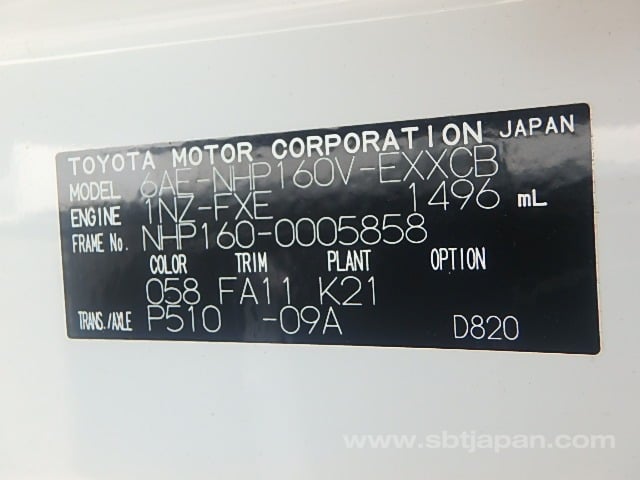 TOYOTA MOTOR CORPORATION JAPAN
MODEL 6AE-NHP160V-EXXCB
ENGINE 1NZ-FXE 1496 mL
FRAME No. NHP160-0005858
COLOR TRIM PLANT OPTION
058 FA11 K21
TRANS./AXLE P510 -09A D820
www.sbtjapan.com